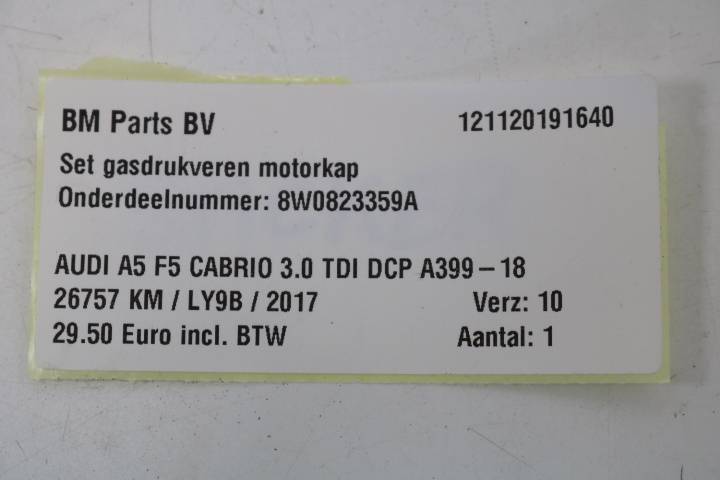 BM Parts BV 121120191640
Set gasdrukveren motorkap
Onderdeelnummer: 8W0823359A
AUDI A5 F5 CABRIO 3.0 TDI DCP A399 – 18
26757 KM / LY9B / 2017 Verz: 10
29.50 Euro incl. BTW Aantal: 1